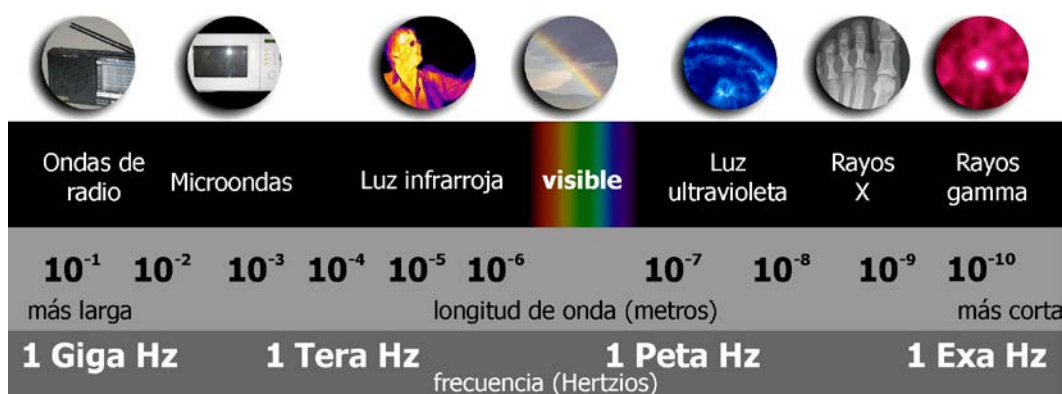 Ondas de radio
Microondas
Luz infrarroja
visible
Luz ultravioleta
Rayos X
Rayos gamma
10⁻¹ 10⁻² 10⁻³ 10⁻⁴ 10⁻⁵ 10⁻⁶ 10⁻⁷ 10⁻⁸ 10⁻⁹ 10⁻¹⁰
más larga longitud de onda (metros) más corta
1 Giga Hz 1 Tera Hz 1 Peta Hz 1 Exa Hz
frecuencia (Hertzios)